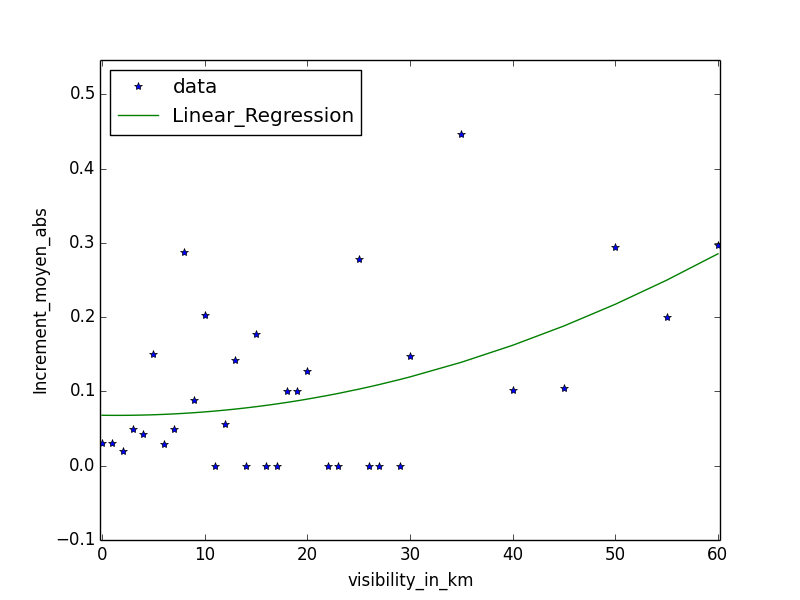 data
Linear_Regression
0.5
0.4
0.3
0.2
0.1
0.0
−0.1
Increment_moyen_abs
0 10 20 30 40 50 60
visibility_in_km